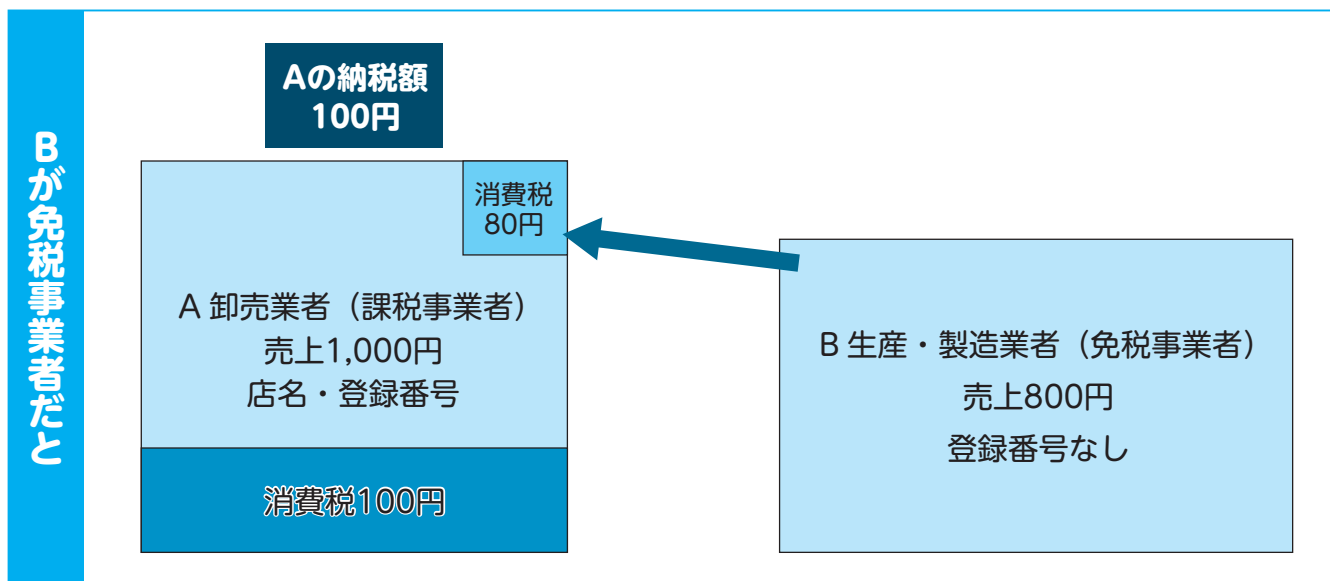 Bが免税事業者だと
Aの納税額
100円
消費税
80円
A 卸売業者（課税事業者）
売上1,000円
店名・登録番号
消費税100円
B 生産・製造業者（免税事業者）
売上800円
登録番号なし